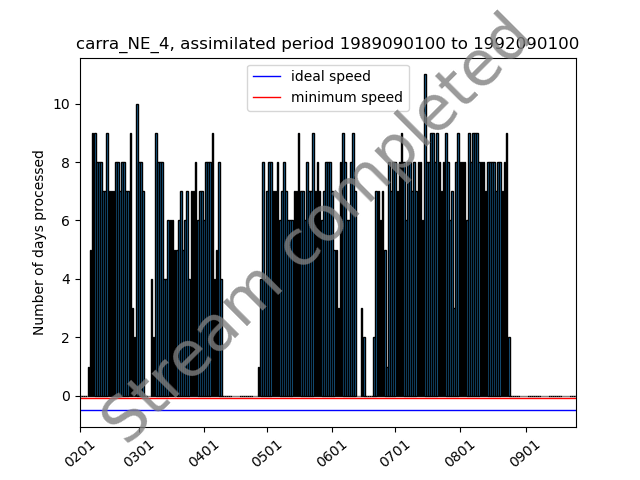 carra_NE_4, assimilated period 1989090100 to 1992090100
ideal speed
minimum speed
Number of days processed
10
8
6
4
2
0
0201 0301 0401 0501 0601 0701 0801 0901
Stream completed